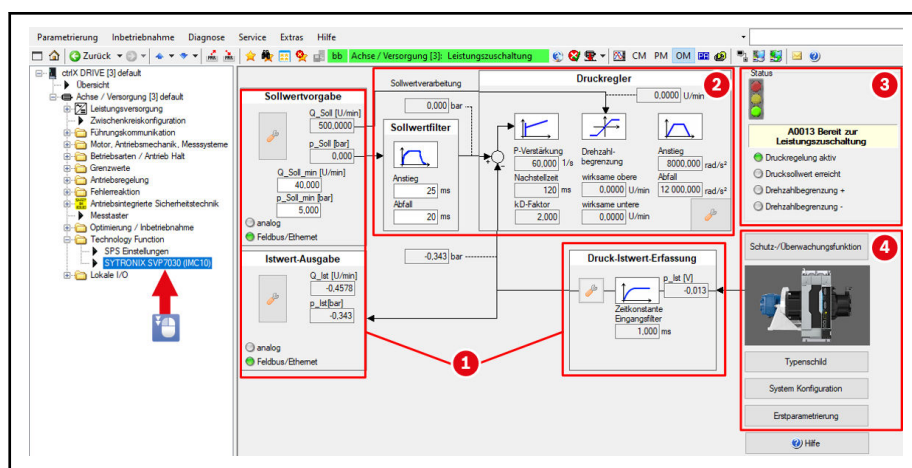 Parametrierung Inbetriebnahme Diagnose Service Extras Hilfe
Zurück
bb Achse / Versorgung [3]: Leistungszuschaltung
CM PM OM
ctrlX DRIVE [3] default
Übersicht
Achse / Versorgung [3] default
Leistungsversorgung
Zwischenkreiskonfiguration
Führungskommunikation
Motor, Antriebsmechanik, Messsysteme
Betriebsarten / Antrieb Halt
Grenzwerte
Antriebsregelung
Fehlerreaktion
Antriebsintegrierte Sicherheitstechnik
Messtaster
Optimierung / Inbetriebnahme
Technology Function
SPS Einstellungen
SYTRONIX SVP7030 (IMC10)
Lokale I/O
Sollwertvorgabe
Q_Soll [U/min]
500,0000
p_Soll [bar]
0,000
Q_Soll_min [U/min]
40,000
p_Soll_min [bar]
5,000
analog
Feldbus/Ethernet
Istwert-Ausgabe
Q_Ist [U/min]
-0,4578
p_Ist[bar]
-0,343
analog
Feldbus/Ethernet
1
Sollwertverarbeitung
0,000 bar
Sollwertfilter
Anstieg
25 ms
Abfall
20 ms
-0,343 bar
Druckregler
2
0,0000 U/min
P-Verstärkung
60,000 1/s
Nachstellzeit
120 ms
kD-Faktor
2,000
Drehzahl-
begrenzung
wirksame obere
0,0000 U/min
wirksame untere
0,0000 U/min
Anstieg
8000,000 rad/s²
Abfall
12 000,000 rad/s²
Druck-Istwert-Erfassung
p_Ist [V]
-0,013
Zeitkonstante
Eingangsfilter
1,000 ms
Status
3
A0013 Bereit zur
Leistungszuschaltung
Druckregelung aktiv
Drucksollwert erreicht
Drehzahlbegrenzung +
Drehzahlbegrenzung -
Schutz-/Überwachungsfunktion
4
Typenschild
System Konfiguration
Erstparametrierung
Hilfe